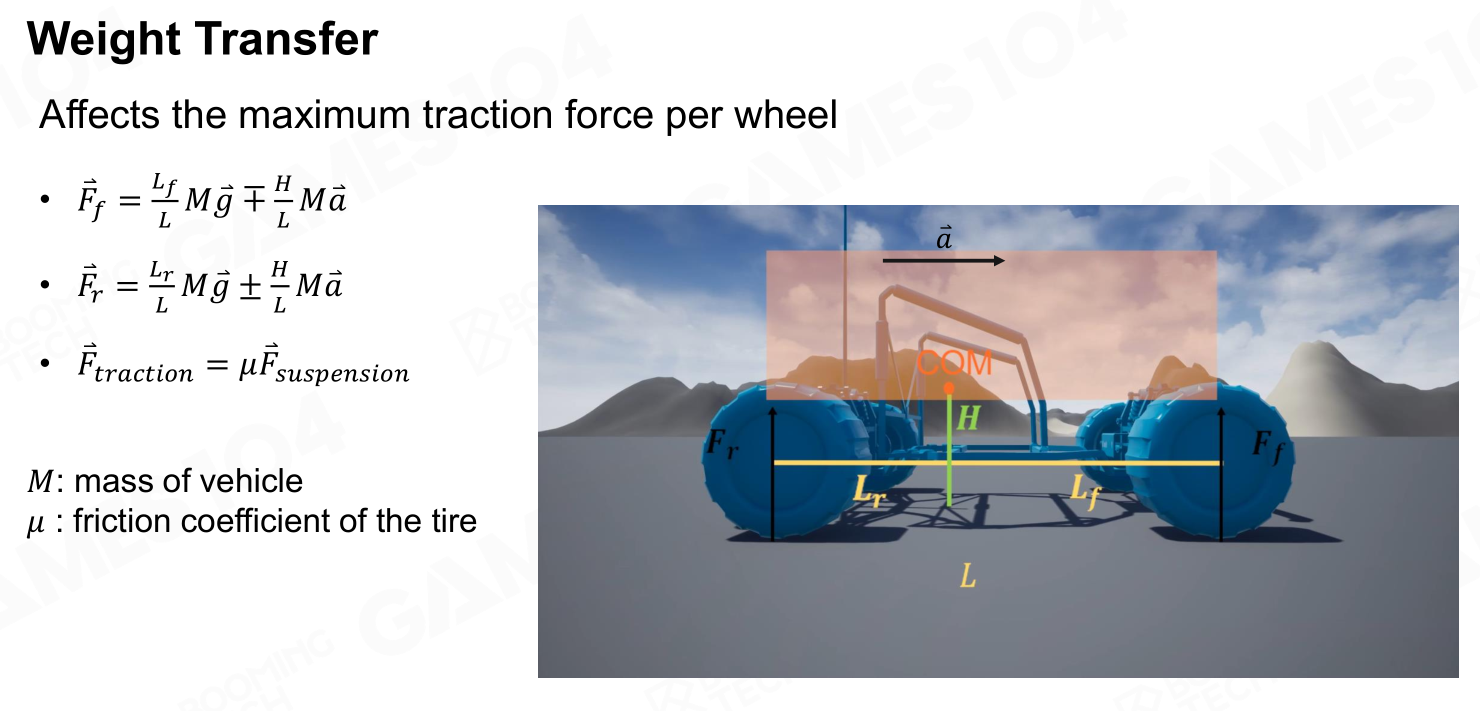 Weight Transfer
Affects the maximum traction force per wheel
• $\vec{F}_f = \frac{L_f}{L} M\vec{g} \mp \frac{H}{L} M\vec{a}$
• $\vec{F}_r = \frac{L_r}{L} M\vec{g} \pm \frac{H}{L} M\vec{a}$
• $\vec{F}_{traction} = \mu \vec{F}_{suspension}$
M: mass of vehicle
μ : friction coefficient of the tire
$\vec{a}$
COM
H
$F_r$
$F_f$
$L_r$
$L_f$
L
GAMES104
BOOMING TECH